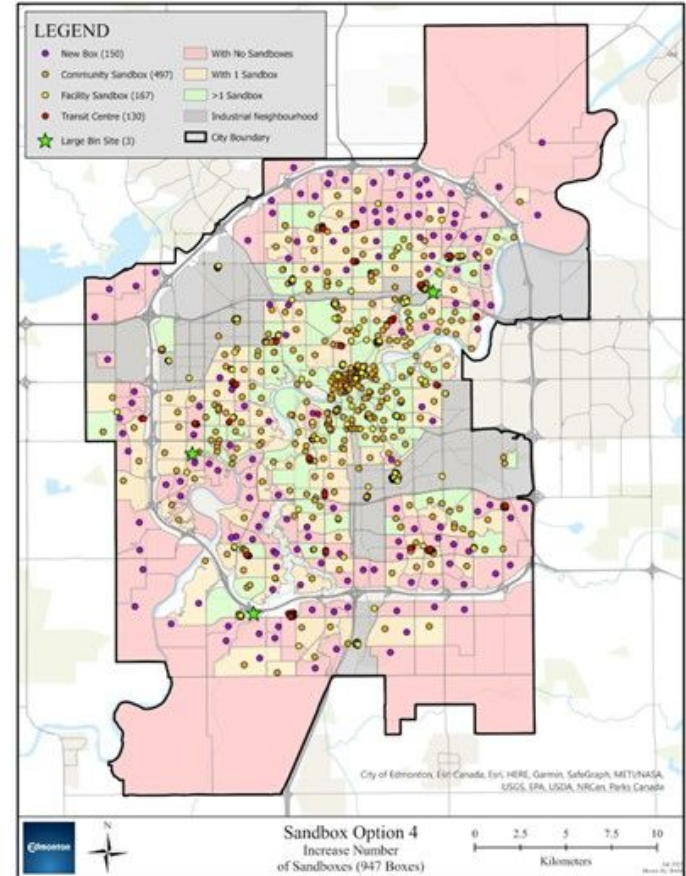 LEGEND
New Box (150)
Community Sandbox (497)
Facility Sandbox (167)
Transit Centre (130)
Large Bin Site (3)
With No Sandboxes
With 1 Sandbox
>1 Sandbox
Industrial Neighbourhood
City Boundary
City of Edmonton, Esri Canada, Esri, HERE, Garmin, SafeGraph, METI/NASA,
USGS, EPA, USDA, NRCan, Parks Canada
Edmonton
N
Sandbox Option 4
Increase Number
of Sandboxes (947 Boxes)
0 2.5 5 7.5 10
Kilometers